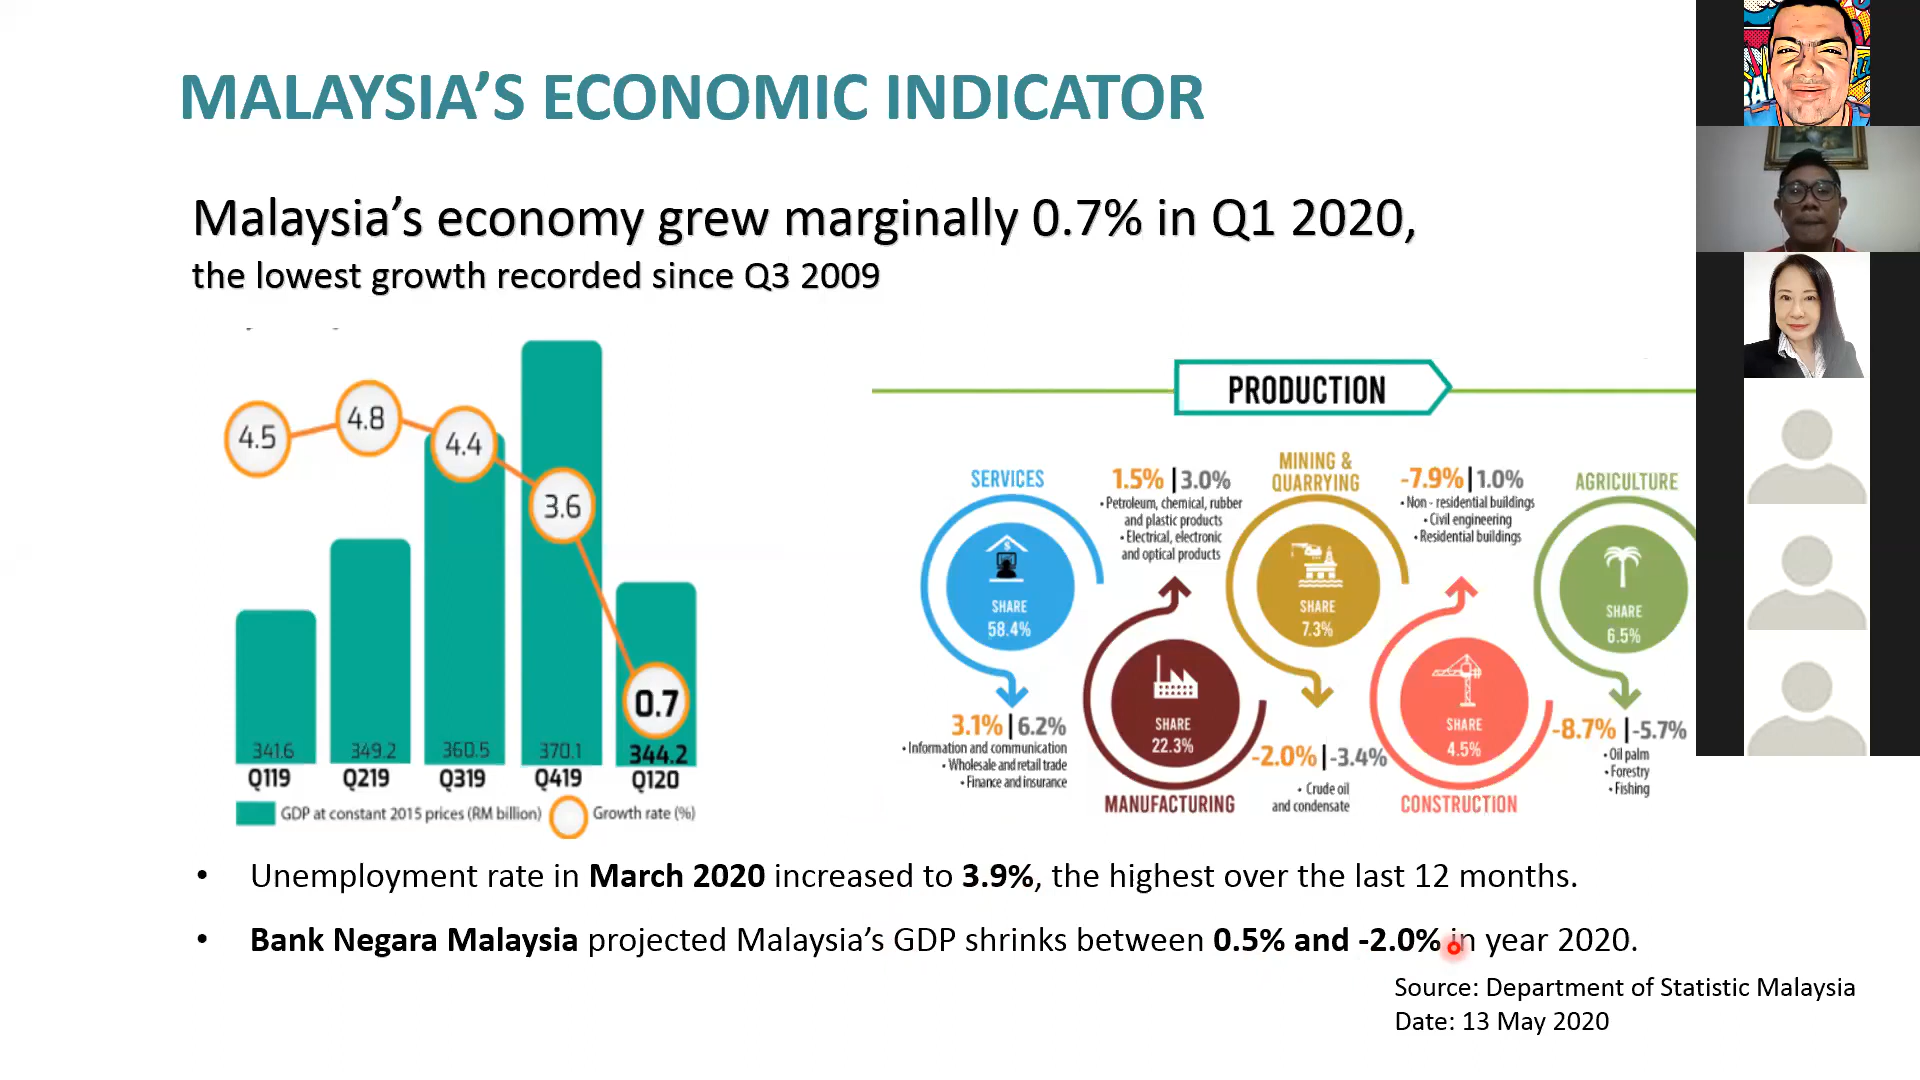 MALAYSIA'S ECONOMIC INDICATOR
Malaysia's economy grew marginally 0.7% in Q1 2020,
the lowest growth recorded since Q3 2009
4.5
4.8
4.4
3.6
0.7
341.6
349.2
360.5
370.1
344.2
Q119
Q219
Q319
Q419
Q120
GDP at constant 2015 prices (RM billion)
Growth rate (%)
PRODUCTION
SERVICES
SHARE
58.4%
3.1% | 6.2%
• Information and communication
• Wholesale and retail trade
• Finance and insurance
1.5% | 3.0%
• Petroleum, chemical, rubber
and plastic products
• Electrical, electronic
and optical products
SHARE
22.3%
MANUFACTURING
MINING &
QUARRYING
SHARE
7.3%
-2.0% | -3.4%
• Crude oil
and condensate
-7.9% | 1.0%
• Non - residential buildings
• Civil engineering
• Residential buildings
SHARE
4.5%
CONSTRUCTION
AGRICULTURE
SHARE
6.5%
-8.7% | -5.7%
• Oil palm
• Forestry
• Fishing
• Unemployment rate in March 2020 increased to 3.9%, the highest over the last 12 months.
• Bank Negara Malaysia projected Malaysia's GDP shrinks between 0.5% and -2.0% in year 2020.
Source: Department of Statistic Malaysia
Date: 13 May 2020